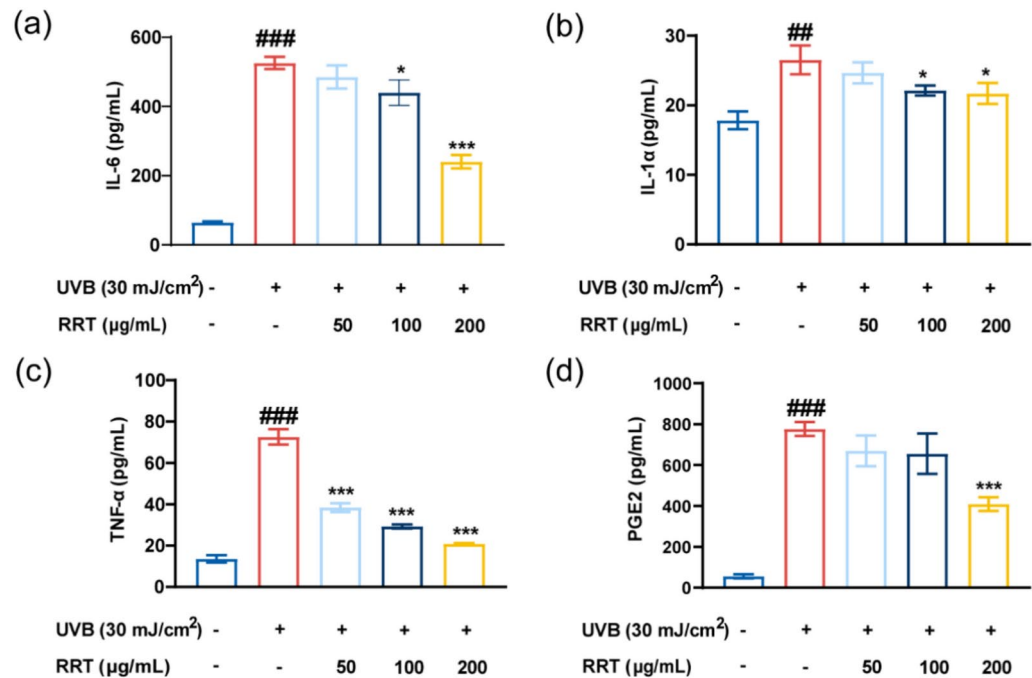 (a)
IL-6 (pg/mL)
600
400
200
0
###
*
***
UVB (30 mJ/cm²) - + + + +
RRT (μg/mL) - - 50 100 200
(b)
IL-1α (pg/mL)
30
20
10
0
##
*
*
UVB (30 mJ/cm²) - + + + +
RRT (μg/mL) - - 50 100 200
(c)
TNF-α (pg/mL)
100
80
60
40
20
0
###
***
***
***
UVB (30 mJ/cm²) - + + + +
RRT (μg/mL) - - 50 100 200
(d)
PGE2 (pg/mL)
1000
800
600
400
200
0
###
***
UVB (30 mJ/cm²) - + + + +
RRT (μg/mL) - - 50 100 200